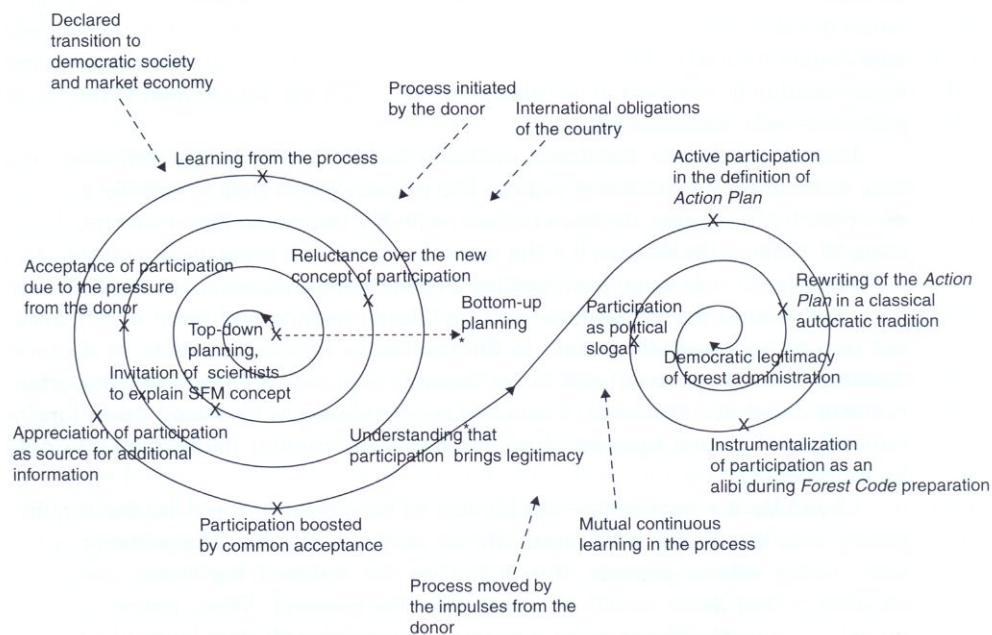 Declared
transition to
democratic society
and market economy
Process initiated
by the donor
International obligations
of the country
Learning from the process
Active participation
in the definition of
Action Plan
Acceptance of participation
due to the pressure
from the donor
Reluctance over the new
concept of participation
Bottom-up
planning
Participation
as political
sloga
Rewriting of the Action
Plan in a classical
autocratic tradition
Top-down
planning,
Invitation of scientists
to explain SFM concept
Democratic legitimacy
of forest administration
Appreciation of participation
as source for additional
information
Understanding that
participation brings legitimacy
Instrumentalization
of participation as an
alibi during Forest Code preparation
Participation boosted
by common acceptance
Mutual continuous
learning in the process
Process moved by
the impulses from the
donor